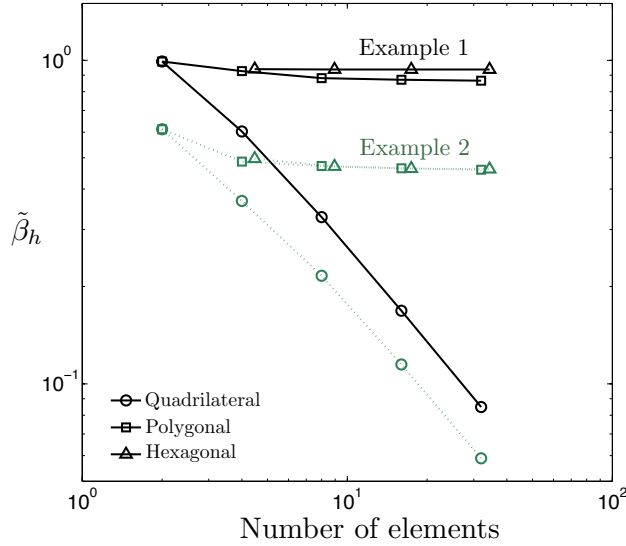 10^0
Example 1
Example 2
\tilde{β}_h
10^{-1}
Quadrilateral
Polygonal
Hexagonal
10^0
10^1
10^2
Number of elements